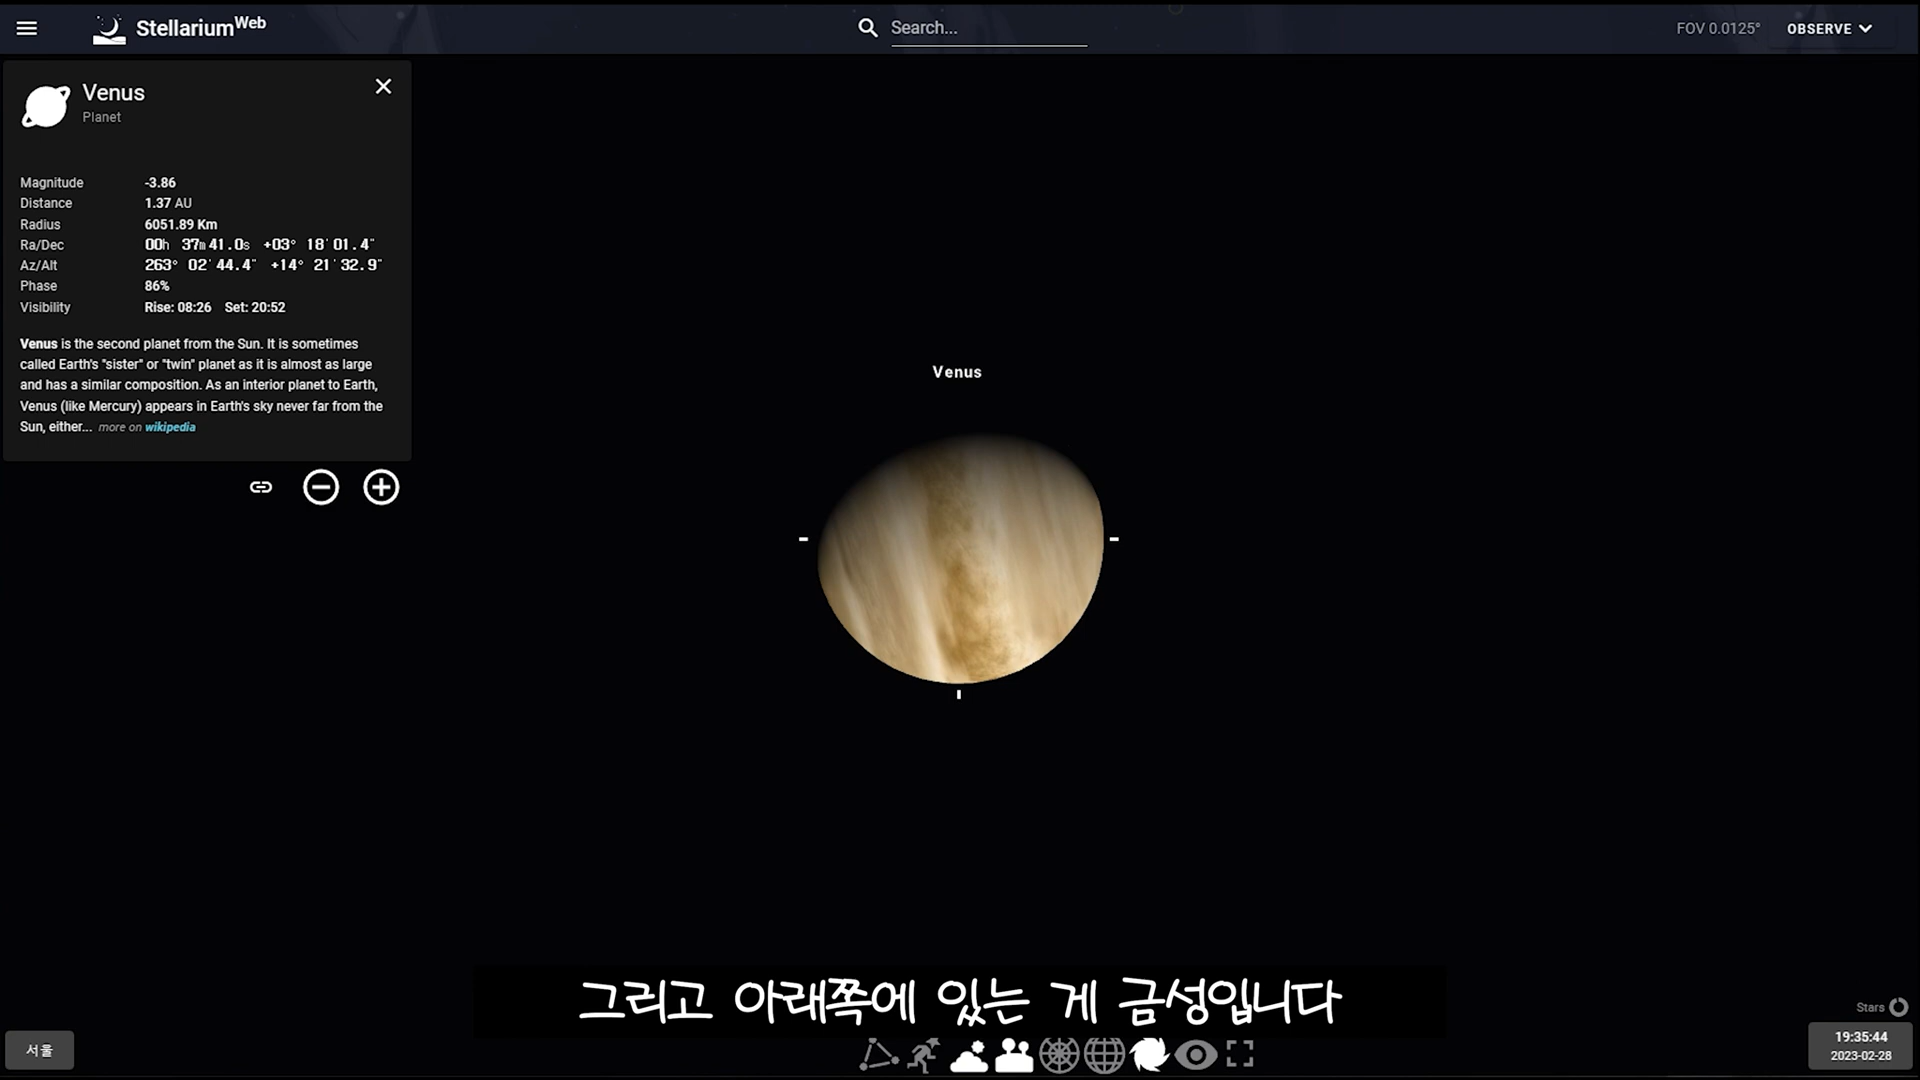 StellariumWeb
Search...
FOV 0.0125°
OBSERVE
Venus
Planet
Magnitude -3.86
Distance 1.37 AU
Radius 6051.89 Km
Ra/Dec 00h 37m 41.0s +03° 18' 01.4"
Az/Alt 263° 02' 44.4" +14° 21' 32.9"
Phase 86%
Visibility Rise: 08:26 Set: 20:52
Venus is the second planet from the Sun. It is sometimes
called Earth's "sister" or "twin" planet as it is almost as large
and has a similar composition. As an interior planet to Earth,
Venus (like Mercury) appears in Earth's sky never far from the
Sun, either... more on wikipedia
Venus
그리고 아래쪽에 있는 게 금성입니다
Stars
서울
19:35:44
2023-02-28